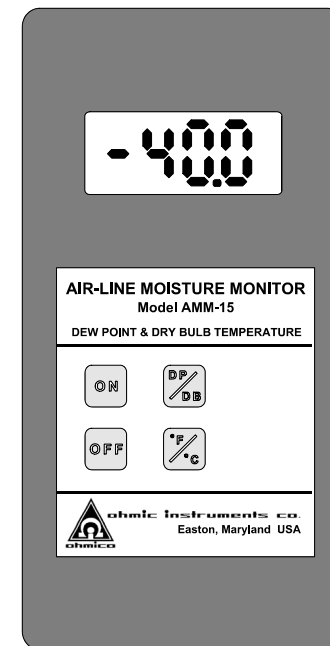 -40.0
AIR-LINE MOISTURE MONITOR
Model AMM-15
DEW POINT & DRY BULB TEMPERATURE
ON DP/DB
OFF °F/°C
ohmic instruments co.
Easton, Maryland USA
ohmico